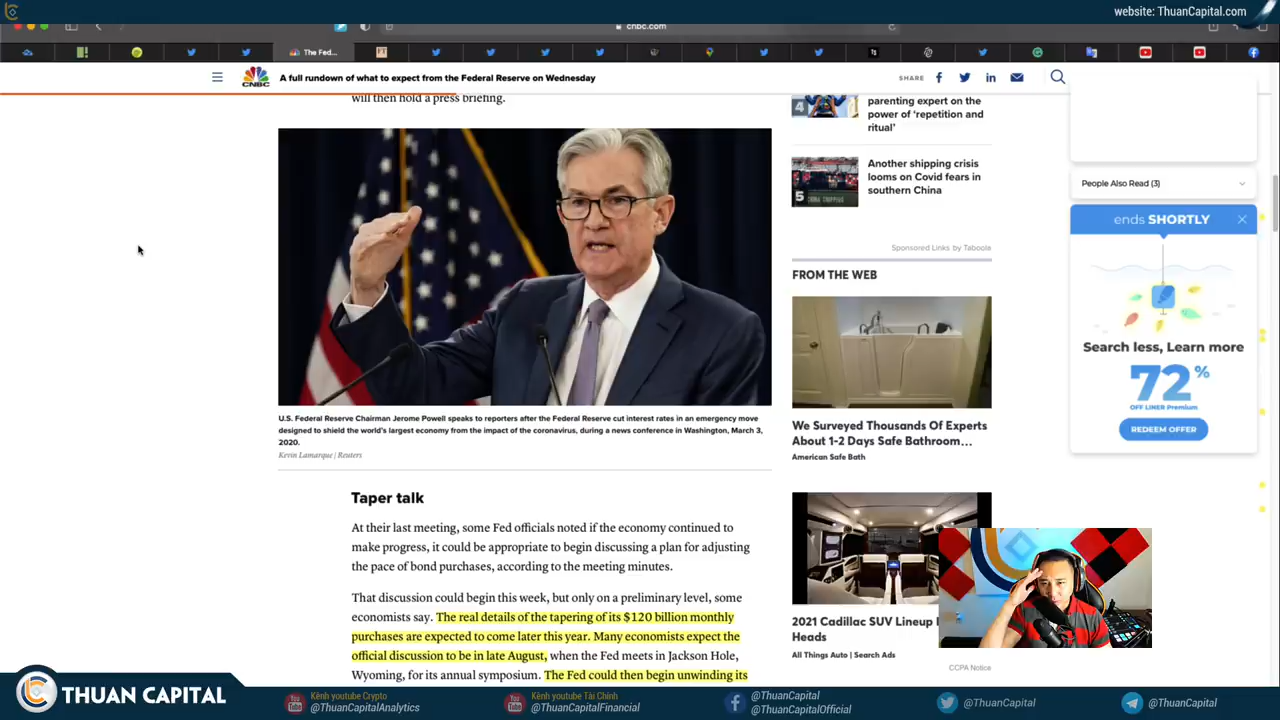 website: ThuanCapital.com
cnbc.com
The Fed...
CNBC
A full rundown of what to expect from the Federal Reserve on Wednesday
SHARE
will then hold a press briefing.
U.S. Federal Reserve Chairman Jerome Powell speaks to reporters after the Federal Reserve cut interest rates in an emergency move
designed to shield the world's largest economy from the impact of the coronavirus, during a news conference in Washington, March 3,
2020.
Kevin Lamarque | Reuters
Taper talk
At their last meeting, some Fed officials noted if the economy continued to
make progress, it could be appropriate to begin discussing a plan for adjusting
the pace of bond purchases, according to the meeting minutes.
That discussion could begin this week, but only on a preliminary level, some
economists say. The real details of the tapering of its $120 billion monthly
purchases are expected to come later this year. Many economists expect the
official discussion to be in late August, when the Fed meets in Jackson Hole,
Wyoming, for its annual symposium. The Fed could then begin unwinding its
4
parenting expert on the
power of 'repetition and
ritual'
5
Another shipping crisis
looms on Covid fears in
southern China
Sponsored Links by Taboola
FROM THE WEB
We Surveyed Thousands Of Experts
About 1-2 Days Safe Bathroom...
American Safe Bath
2021 Cadillac SUV Lineup
Heads
All Things Auto | Search Ads
CCPA Notice
People Also Read (3)
ends SHORTLY
Search less, Learn more
72%
OFF LINER Premium
REDEEM OFFER
THUAN CAPITAL
Kênh youtube Crypto
@ThuanCapitalAnalytics
Kênh youtube Tài Chính
@ThuanCapitalFinancial
@ThuanCapital
@ThuanCapitalOfficial
@ThuanCapital
@ThuanCapital